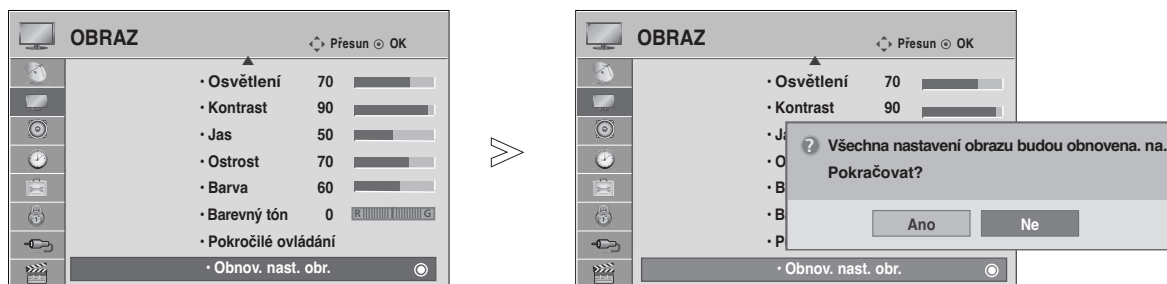 OBRAZ
Přesun OK
• Osvětlení 70
• Kontrast 90
• Jas 50
• Ostrost 70
• Barva 60
• Barevný tón 0 R G
• Pokročilé ovládání
• Obnov. nast. obr.
>
OBRAZ
Přesun OK
• Osvětlení 70
• Kontrast 90
• J
• O
• B
• B
• P
? Všechna nastavení obrazu budou obnovena. na.
Pokračovat?
Ano Ne
• Obnov. nast. obr.